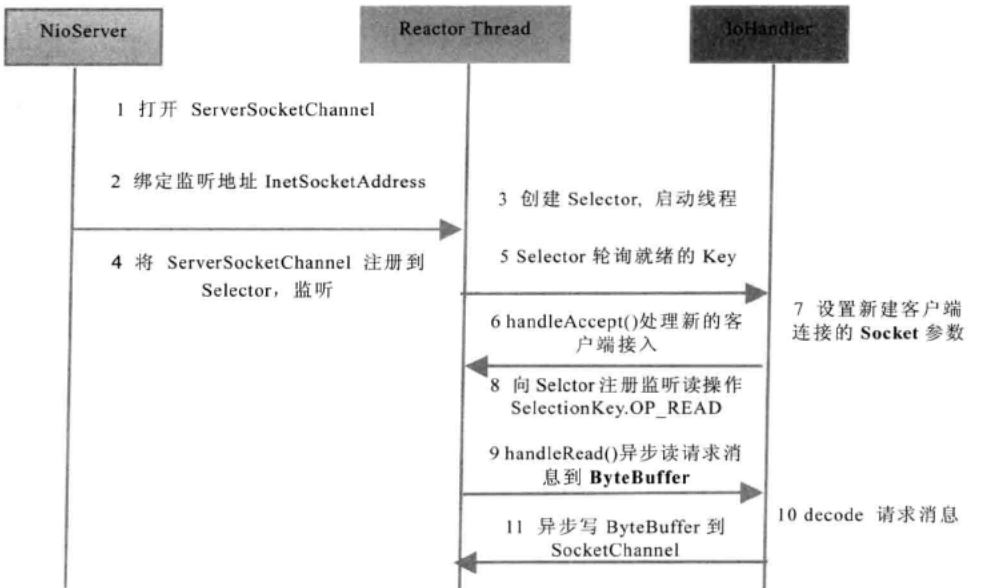 NioServer
Reactor Thread
IoHandler
1 打开 ServerSocketChannel
2 绑定监听地址 InetSocketAddress
3 创建 Selector, 启动线程
4 将 ServerSocketChannel 注册到
Selector，监听
5 Selector 轮询就绪的 Key
6 handleAccept()处理新的客
户端接入
7 设置新建客户端
连接的 Socket 参数
8 向 Selctor 注册监听读操作
SelectionKey.OP_READ
9 handleRead()异步读请求消
息到 ByteBuffer
10 decode 请求消息
11 异步写 ByteBuffer 到
SocketChannel